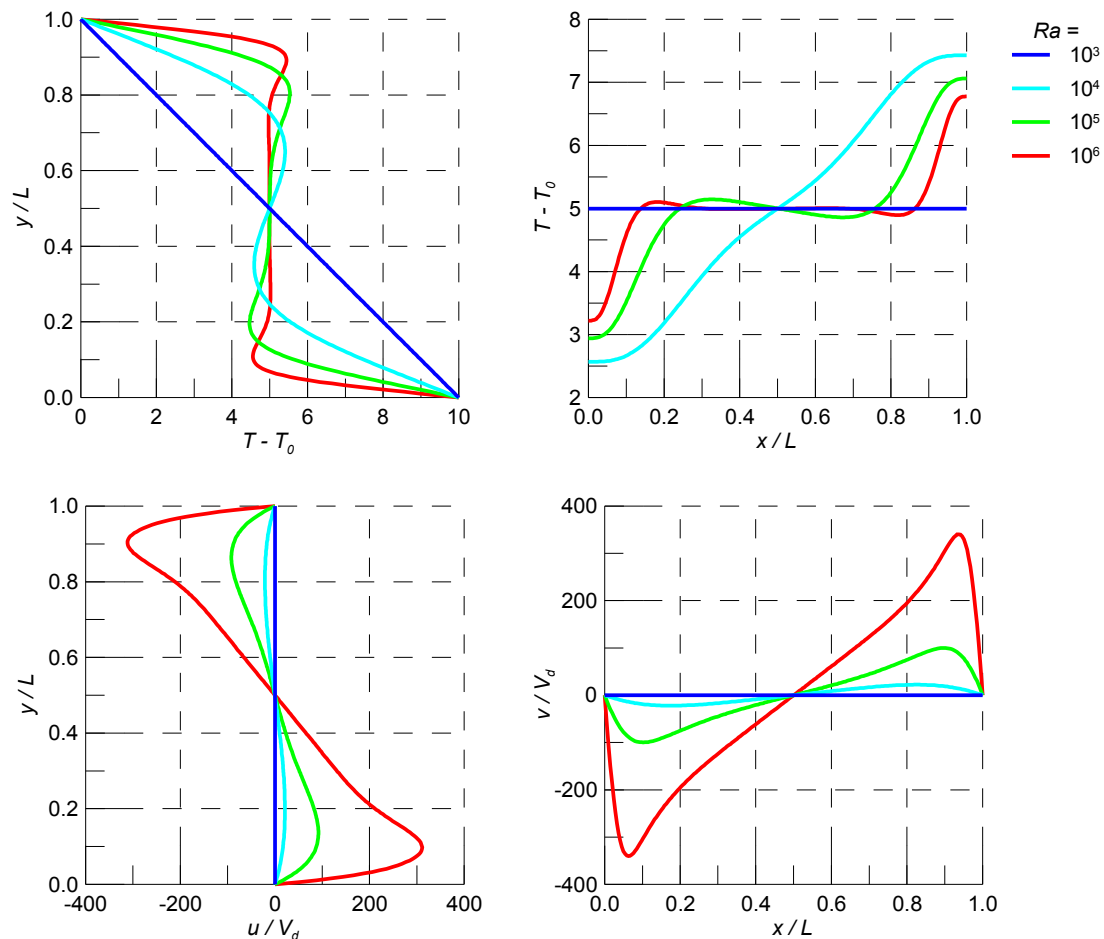 1.0
0.8
0.6
0.4
0.2
0.0
y / L
0 2 4 6 8 10
T - T0
8
7
6
5
4
3
2
T - T0
0.0 0.2 0.4 0.6 0.8 1.0
x / L
Ra =
10³
10⁴
10⁵
10⁶
1.0
0.8
0.6
0.4
0.2
0.0
y / L
-400 -200 0 200 400
u / Vd
400
200
0
-200
-400
v / Vd
0.0 0.2 0.4 0.6 0.8 1.0
x / L